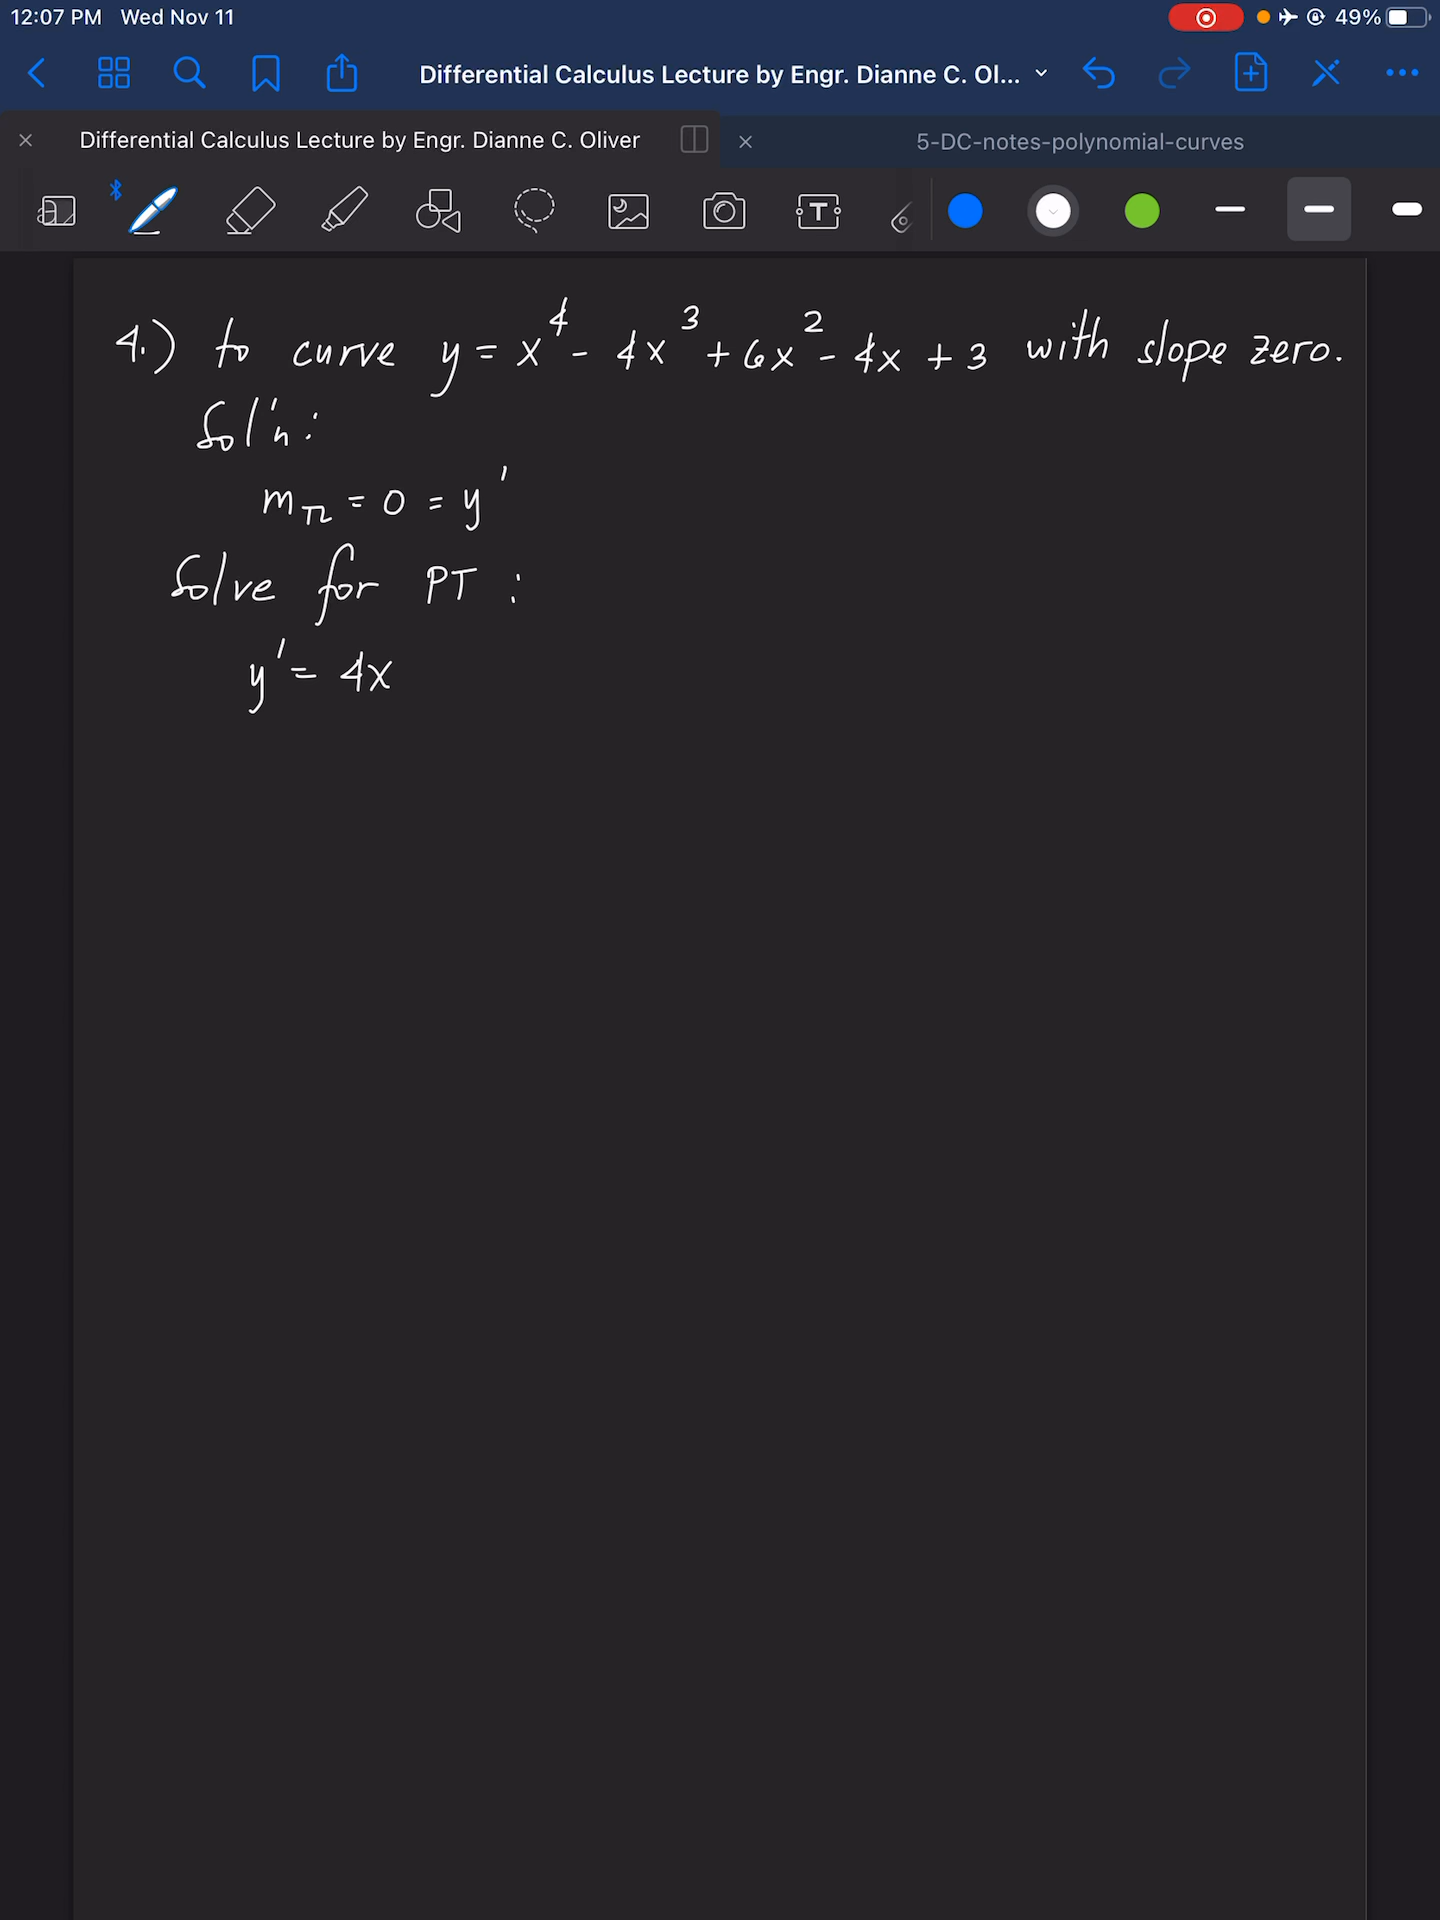 12:07 PM Wed Nov 11 49%
Differential Calculus Lecture by Engr. Dianne C. Ol...
Differential Calculus Lecture by Engr. Dianne C. Oliver
5-DC-notes-polynomial-curves
T
4.) to curve y = x⁴ - 4x³ + 6x² - 4x + 3 with slope zero.
Sol'n:
m_TL = 0 = y'
Solve for PT :
y' = 4x